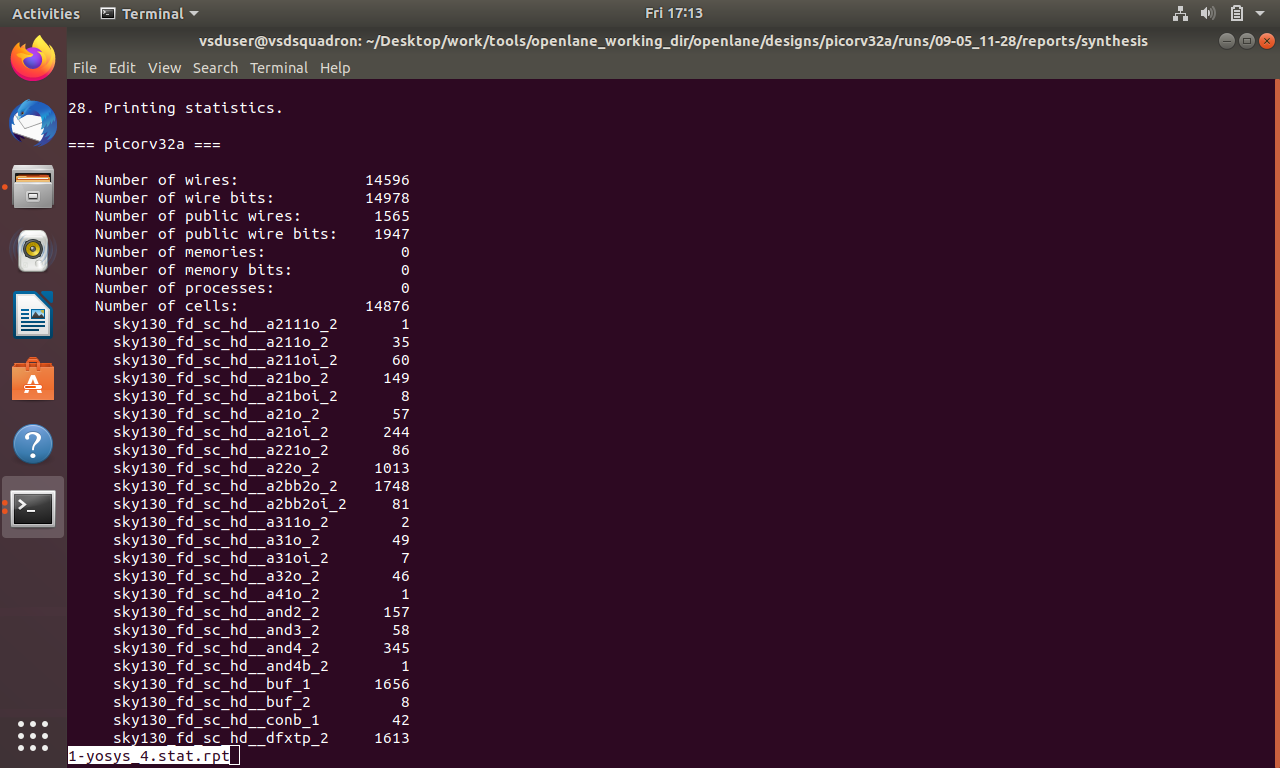 Activities Terminal Fri 17:13
vsduser@vsdsquadron: ~/Desktop/work/tools/openlane_working_dir/openlane/designs/picorv32a/runs/09-05_11-28/reports/synthesis
File Edit View Search Terminal Help
28. Printing statistics.
=== picorv32a ===
Number of wires: 14596
Number of wire bits: 14978
Number of public wires: 1565
Number of public wire bits: 1947
Number of memories: 0
Number of memory bits: 0
Number of processes: 0
Number of cells: 14876
sky130_fd_sc_hd__a2111o_2 1
sky130_fd_sc_hd__a211o_2 35
sky130_fd_sc_hd__a211oi_2 60
sky130_fd_sc_hd__a21bo_2 149
sky130_fd_sc_hd__a21boi_2 8
sky130_fd_sc_hd__a21o_2 57
sky130_fd_sc_hd__a21oi_2 244
sky130_fd_sc_hd__a221o_2 86
sky130_fd_sc_hd__a22o_2 1013
sky130_fd_sc_hd__a2bb2o_2 1748
sky130_fd_sc_hd__a2bb2oi_2 81
sky130_fd_sc_hd__a311o_2 2
sky130_fd_sc_hd__a31o_2 49
sky130_fd_sc_hd__a31oi_2 7
sky130_fd_sc_hd__a32o_2 46
sky130_fd_sc_hd__a41o_2 1
sky130_fd_sc_hd__and2_2 157
sky130_fd_sc_hd__and3_2 58
sky130_fd_sc_hd__and4_2 345
sky130_fd_sc_hd__and4b_2 1
sky130_fd_sc_hd__buf_1 1656
sky130_fd_sc_hd__buf_2 8
sky130_fd_sc_hd__conb_1 42
sky130_fd_sc_hd__dfxtp_2 1613
1-yosys_4.stat.rpt